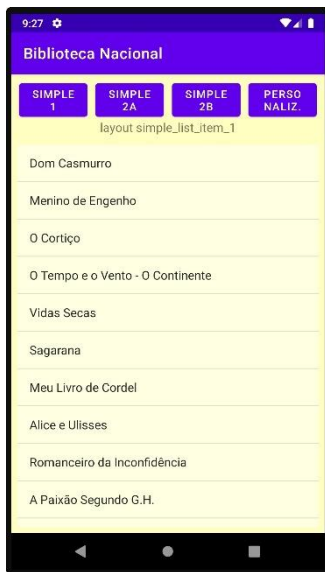 9:27
Biblioteca Nacional
SIMPLE 1
SIMPLE 2A
SIMPLE 2B
PERSO NALIZ.
layout simple_list_item_1
Dom Casmurro
Menino de Engenho
O Cortiço
O Tempo e o Vento - O Continente
Vidas Secas
Sagarana
Meu Livro de Cordel
Alice e Ulisses
Romanceiro da Inconfidência
A Paixão Segundo G.H.